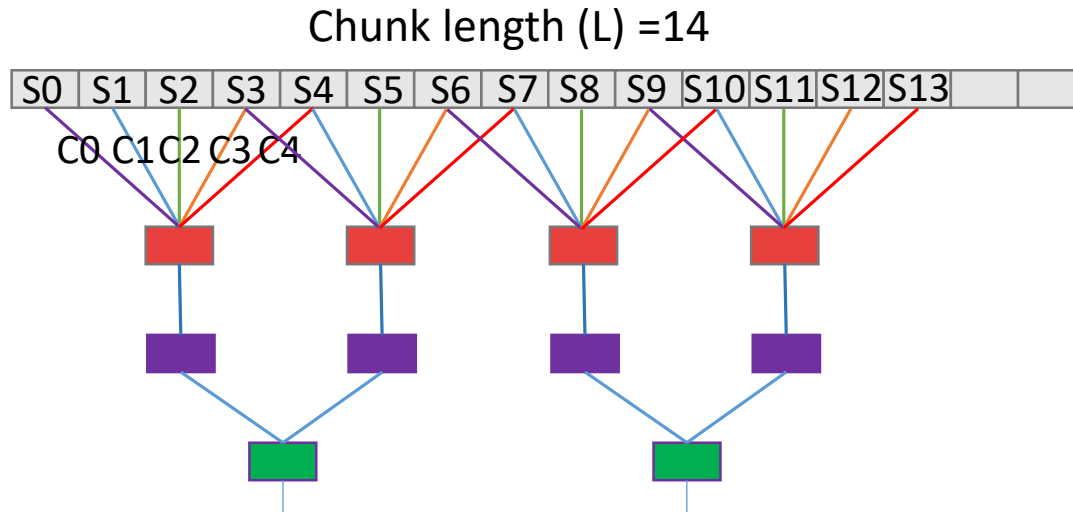 Chunk length (L) =14
S0 S1 S2 S3 S4 S5 S6 S7 S8 S9 S10 S11 S12 S13
C0 C1 C2 C3 C4